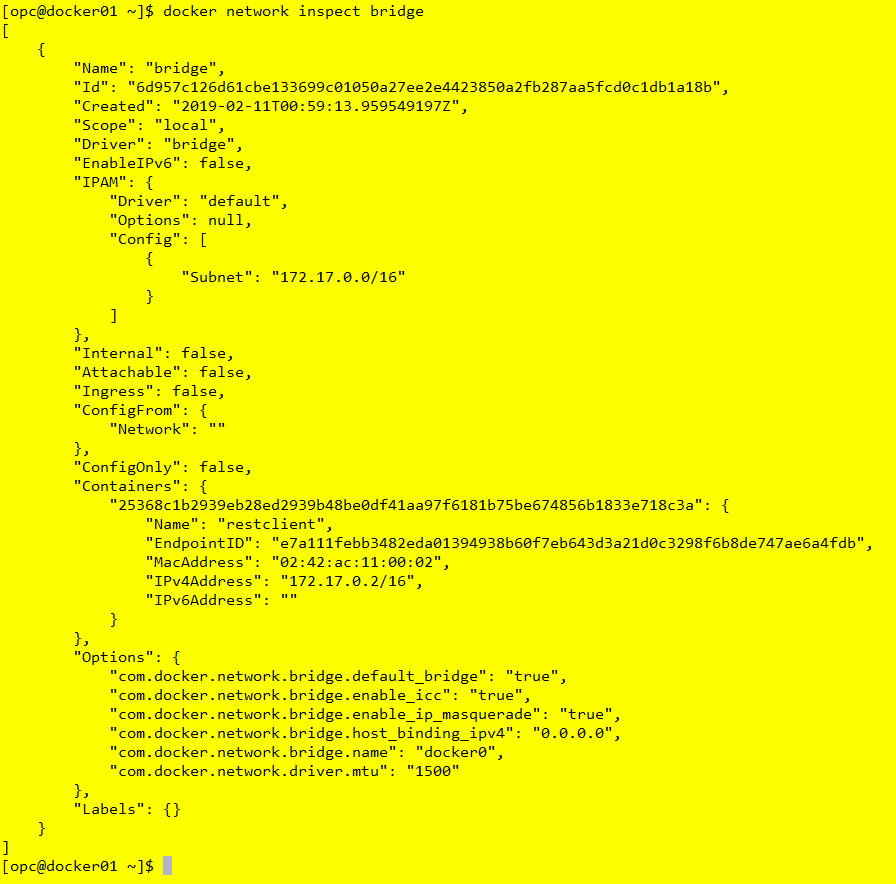 [opc@docker01 ~]$ docker network inspect bridge
[
    {
        "Name": "bridge",
        "Id": "6d957c126d61cbe133699c01050a27ee2e4423850a2fb287aa5fcd0c1db1a18b",
        "Created": "2019-02-11T00:59:13.959549197Z",
        "Scope": "local",
        "Driver": "bridge",
        "EnableIPv6": false,
        "IPAM": {
            "Driver": "default",
            "Options": null,
            "Config": [
                {
                    "Subnet": "172.17.0.0/16"
                }
            ]
        },
        "Internal": false,
        "Attachable": false,
        "Ingress": false,
        "ConfigFrom": {
            "Network": ""
        },
        "ConfigOnly": false,
        "Containers": {
            "25368c1b2939eb28ed2939b48be0df41aa97f6181b75be674856b1833e718c3a": {
                "Name": "restclient",
                "EndpointID": "e7a111febb3482eda01394938b60f7eb643d3a21d0c3298f6b8de747ae6a4fdb",
                "MacAddress": "02:42:ac:11:00:02",
                "IPv4Address": "172.17.0.2/16",
                "IPv6Address": ""
            }
        },
        "Options": {
            "com.docker.network.bridge.default_bridge": "true",
            "com.docker.network.bridge.enable_icc": "true",
            "com.docker.network.bridge.enable_ip_masquerade": "true",
            "com.docker.network.bridge.host_binding_ipv4": "0.0.0.0",
            "com.docker.network.bridge.name": "docker0",
            "com.docker.network.driver.mtu": "1500"
        },
        "Labels": {}
    }
]
[opc@docker01 ~]$